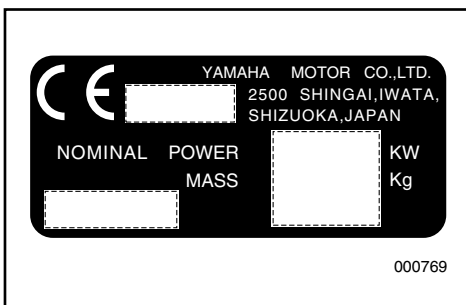 CE YAMAHA MOTOR CO.,LTD.
2500 SHINGAI,IWATA,
SHIZUOKA,JAPAN
NOMINAL POWER KW
MASS Kg
000769